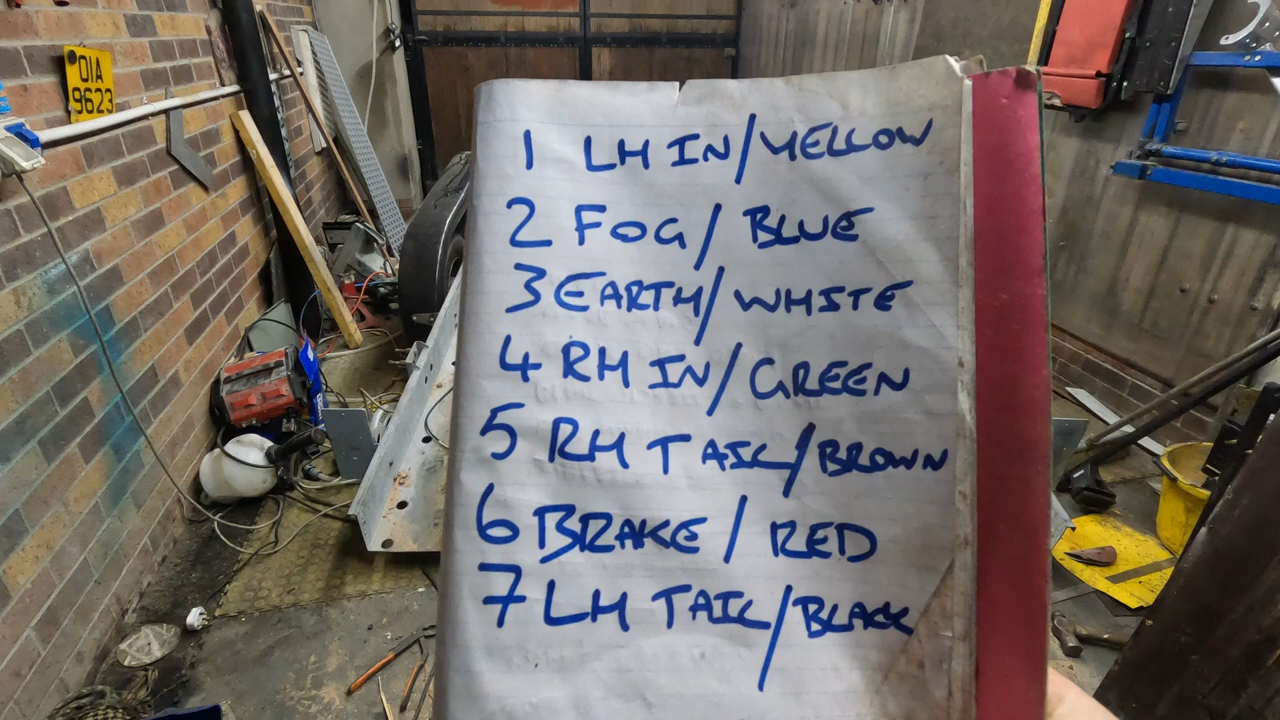 OIA
9623
1 LH IN/YELLOW
2 FOG/BLUE
3 EARTH/WHITE
4 RH IN/GREEN
5 RH TAIL/BROWN
6 BRAKE/RED
7 LH TAIL/BLACK